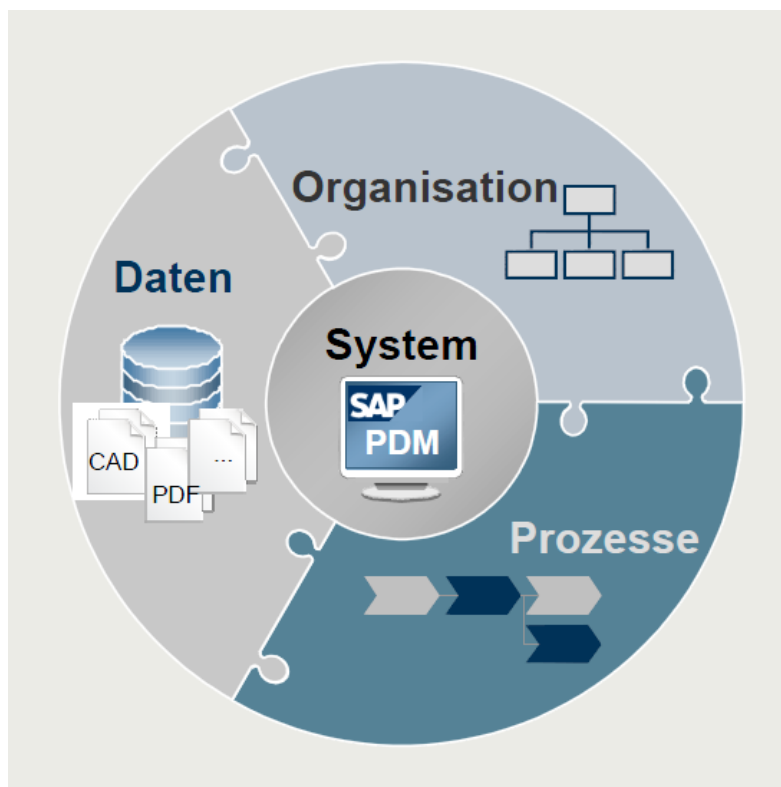 Organisation
Daten
System
SAP
PDM
CAD
PDF
...
Prozesse